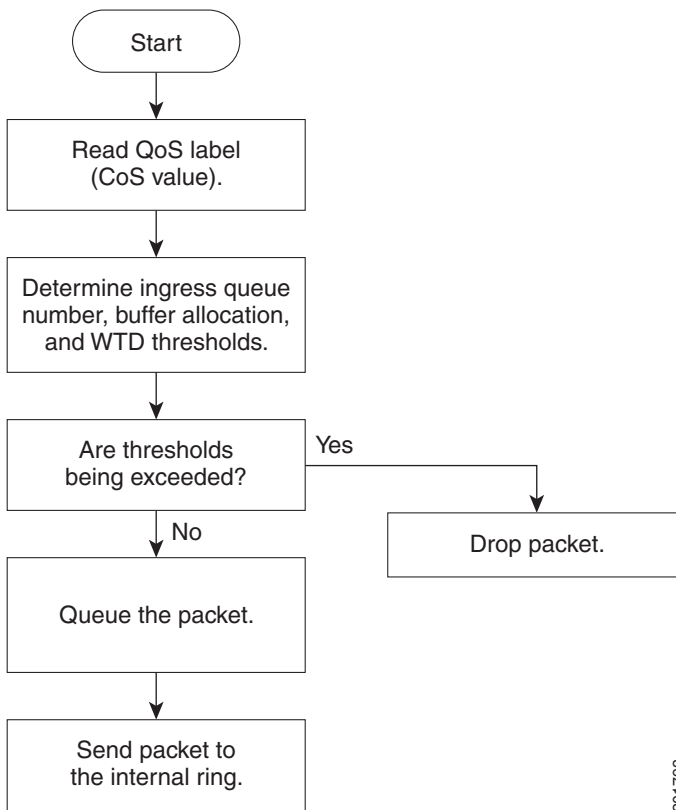 Start
Read QoS label
(CoS value).
Determine ingress queue
number, buffer allocation,
and WTD thresholds.
Are thresholds
being exceeded?
Yes
Drop packet.
No
Queue the packet.
Send packet to
the internal ring.